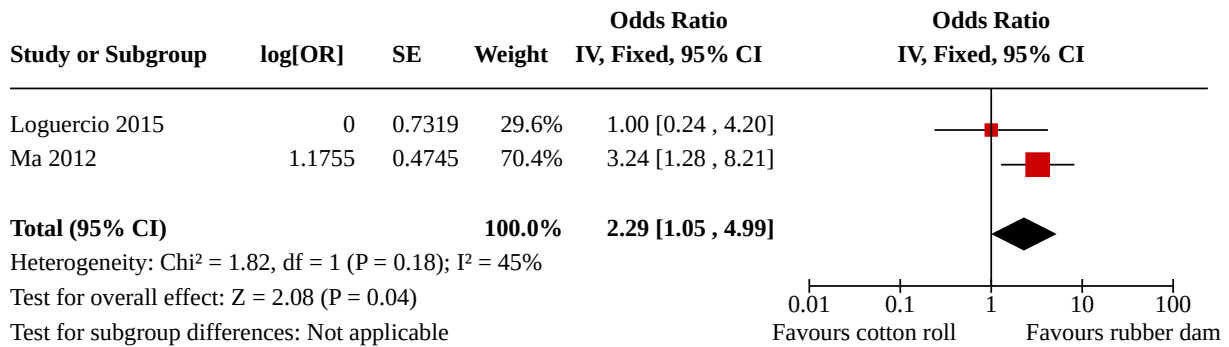 Odds Ratio Odds Ratio
Study or Subgroup log[OR] SE Weight IV, Fixed, 95% CI IV, Fixed, 95% CI
Loguercio 2015 0 0.7319 29.6% 1.00 [0.24 , 4.20]
Ma 2012 1.1755 0.4745 70.4% 3.24 [1.28 , 8.21]
Total (95% CI) 100.0% 2.29 [1.05 , 4.99]
Heterogeneity: Chi² = 1.82, df = 1 (P = 0.18); I² = 45%
Test for overall effect: Z = 2.08 (P = 0.04) 0.01 0.1 1 10 100
Test for subgroup differences: Not applicable Favours cotton roll Favours rubber dam